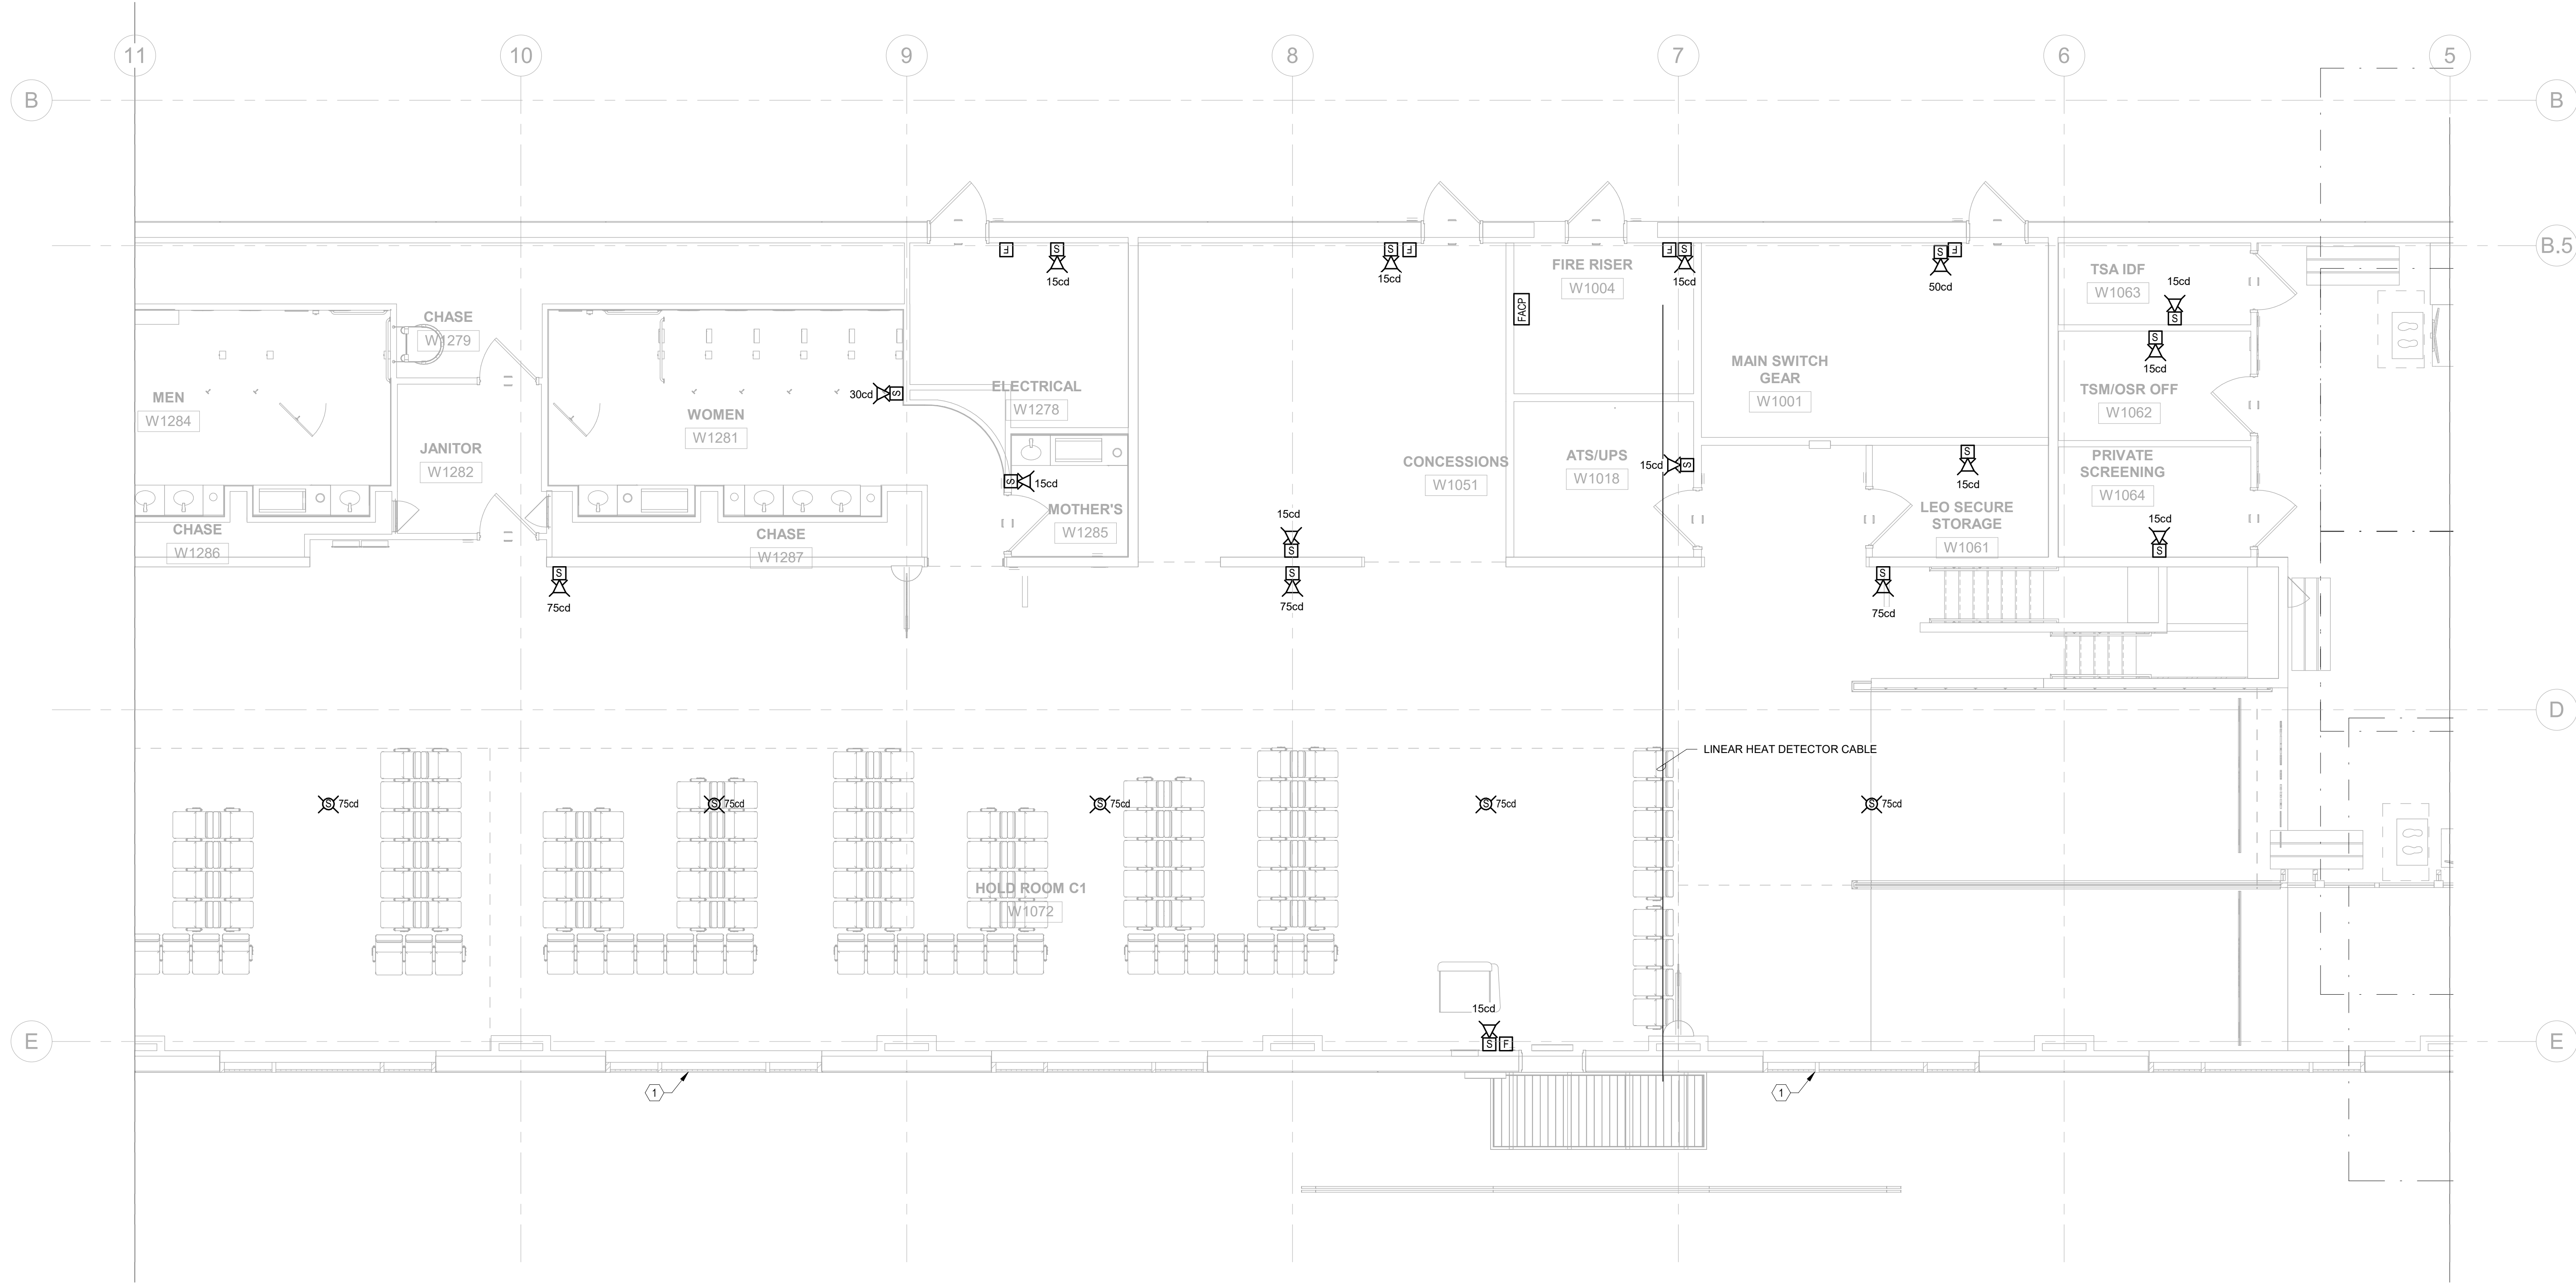 11
10
9
8
7
6
5
B
B
B.5
F
S
15cd
S
F
15cd
F
S
15cd
S
F
50cd
FIRE RISER
W1004
FACP
TSA IDF
W1063
15cd
S
S
15cd
TSM/OSR OFF
W1062
CHASE
W1279
MAIN SWITCH
GEAR
W1001
MEN
W1284
30cd
S
WOMEN
W1281
ELECTRICAL
W1278
JANITOR
W1282
CONCESSIONS
W1051
ATS/UPS
W1018
15cd
S
S
15cd
PRIVATE
SCREENING
W1064
S
15cd
MOTHER'S
W1285
LEO SECURE
STORAGE
W1061
15cd
S
CHASE
W1286
CHASE
W1287
15cd
S
S
75cd
S
75cd
S
75cd
D
LINEAR HEAT DETECTOR CABLE
S 75cd
S 75cd
S 75cd
S 75cd
S 75cd
HOLD ROOM C1
W1072
15cd
S
F
E
E
1
1